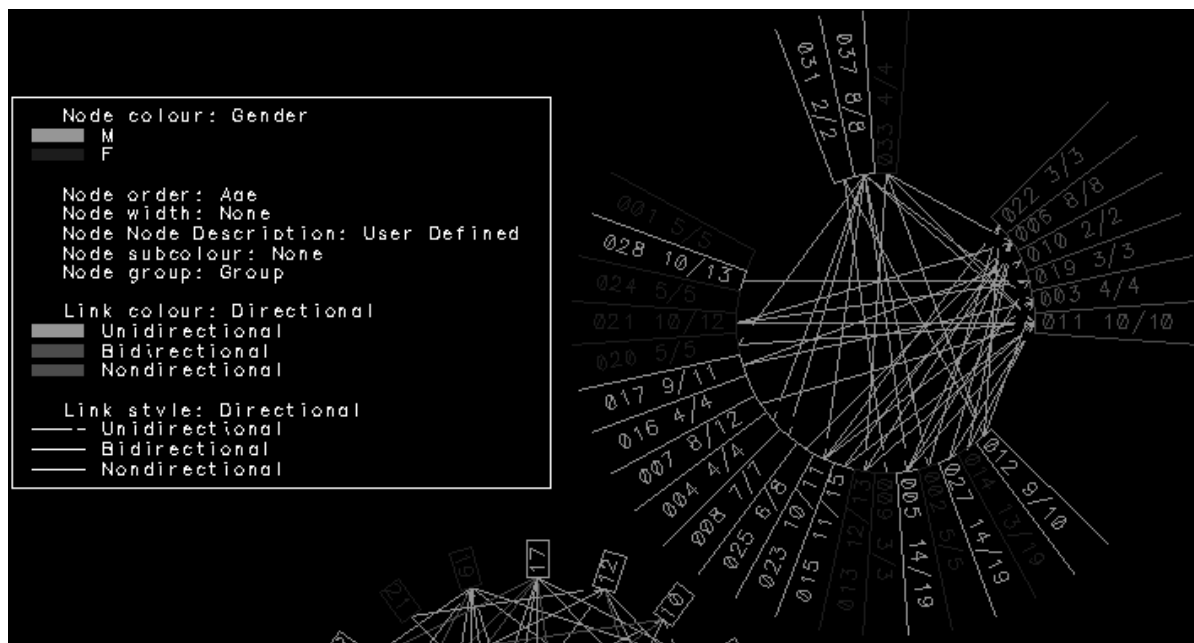 Node colour: Gender
M
F
Node order: Age
Node width: None
Node Node Description: User Defined
Node subcolour: None
Node group: Group
Link colour: Directional
Unidirectional
Bidirectional
Nondirectional
Link style: Directional
Unidirectional
Bidirectional
Nondirectional
031 2/2
037 8/8
033 4/4
022 3/3
006 8/8
010 2/2
019 3/3
003 4/4
011 10/10
001 5/5
028 10/13
024 5/5
021 10/12
020 5/5
017 9/11
016 4/4
007 8/12
004 4/4
008 7/7
025 6/8
023 10/11
015 11/15
013 12/13
009 3/3
005 14/19
002 5/5
027 14/19
014 13/19
012 9/10
21
16
17
12
10